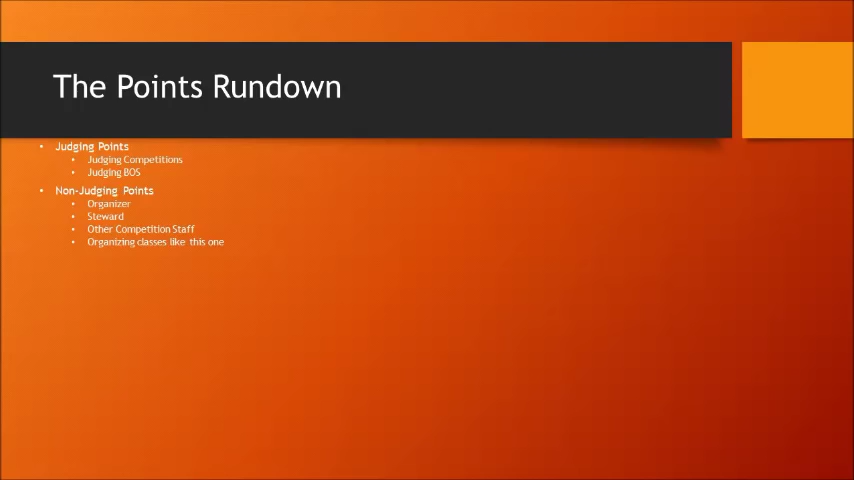 The Points Rundown
• Judging Points
• Judging Competitions
• Judging BOS
• Non-Judging Points
• Organizer
• Steward
• Other Competition Staff
• Organizing classes like this one